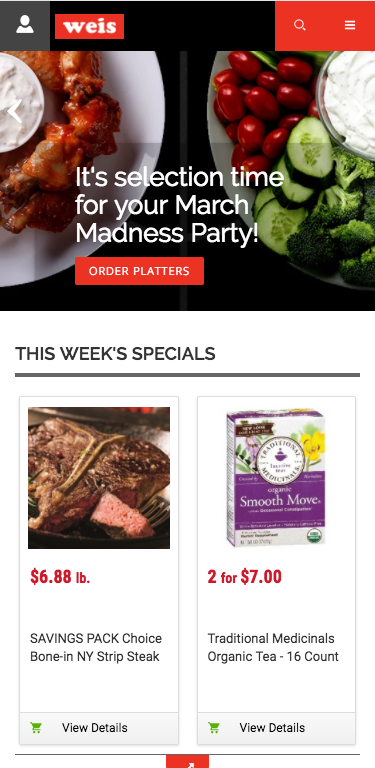 weis
It's selection time
for your March
Madness Party!
ORDER PLATTERS
THIS WEEK'S SPECIALS
TRADITIONAL
MEDICINALS
organic
Smooth Move
$6.88 lb.
2 for $7.00
SAVINGS PACK Choice
Bone-in NY Strip Steak
Traditional Medicinals
Organic Tea - 16 Count
View Details
View Details